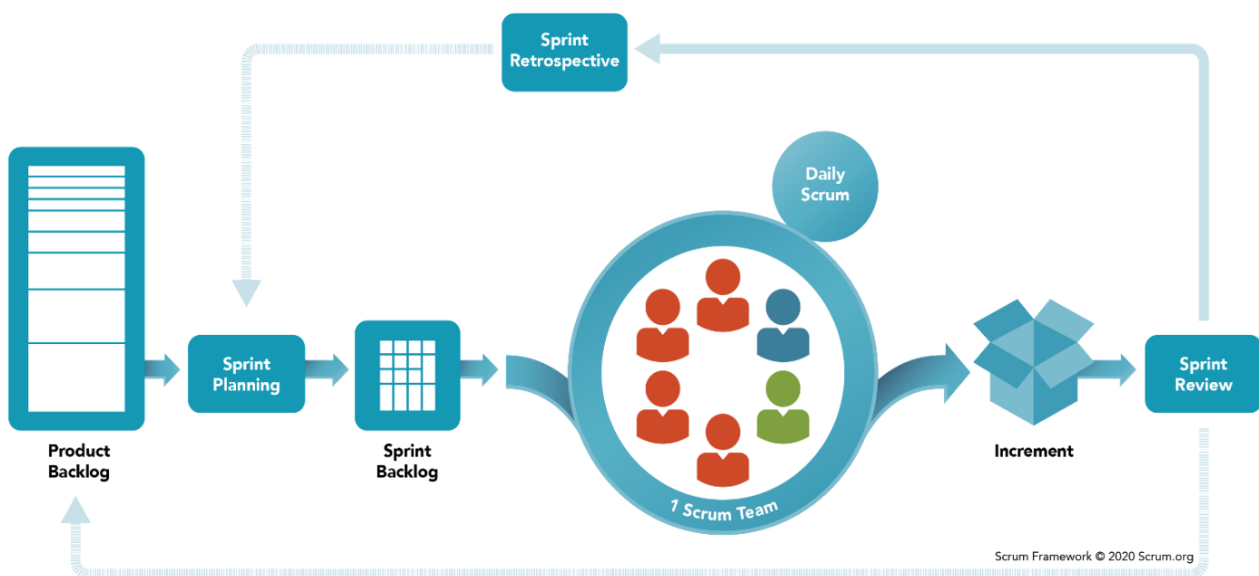 Sprint
Retrospective
Daily
Scrum
Sprint
Planning
Sprint
Review
Product
Backlog
Sprint
Backlog
1 Scrum Team
Increment
Scrum Framework © 2020 Scrum.org